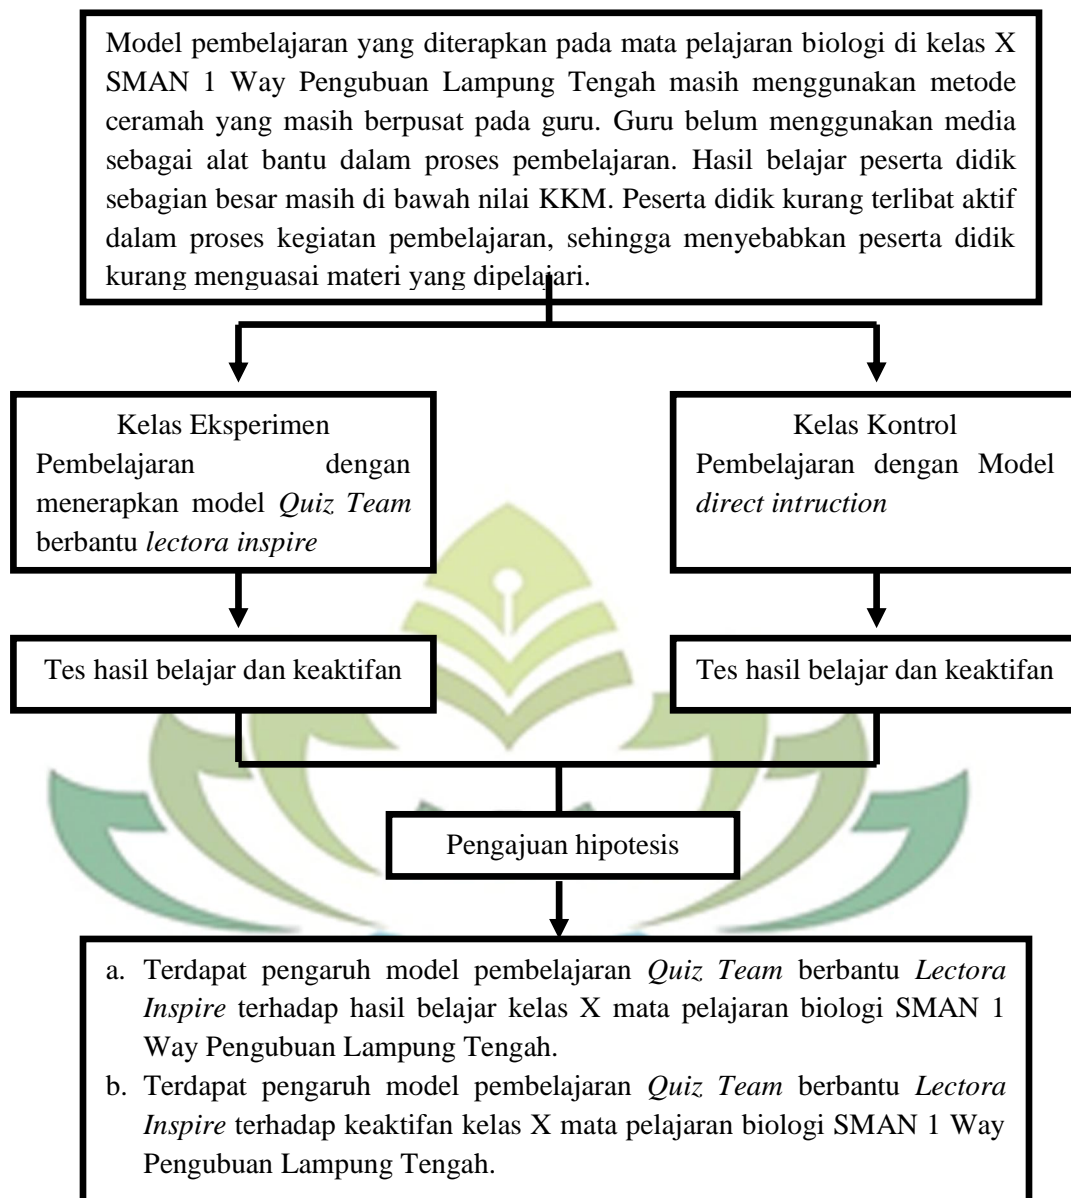 Model pembelajaran yang diterapkan pada mata pelajaran biologi di kelas X
SMAN 1 Way Pengubuan Lampung Tengah masih menggunakan metode
ceramah yang masih berpusat pada guru. Guru belum menggunakan media
sebagai alat bantu dalam proses pembelajaran. Hasil belajar peserta didik
sebagian besar masih di bawah nilai KKM. Peserta didik kurang terlibat aktif
dalam proses kegiatan pembelajaran, sehingga menyebabkan peserta didik
kurang menguasai materi yang dipelajari.
Kelas Eksperimen
Pembelajaran dengan
menerapkan model Quiz Team
berbantu lectora inspire
Kelas Kontrol
Pembelajaran dengan Model
direct intruction
Tes hasil belajar dan keaktifan
Tes hasil belajar dan keaktifan
Pengajuan hipotesis
a. Terdapat pengaruh model pembelajaran Quiz Team berbantu Lectora
Inspire terhadap hasil belajar kelas X mata pelajaran biologi SMAN 1
Way Pengubuan Lampung Tengah.
b. Terdapat pengaruh model pembelajaran Quiz Team berbantu Lectora
Inspire terhadap keaktifan kelas X mata pelajaran biologi SMAN 1 Way
Pengubuan Lampung Tengah.